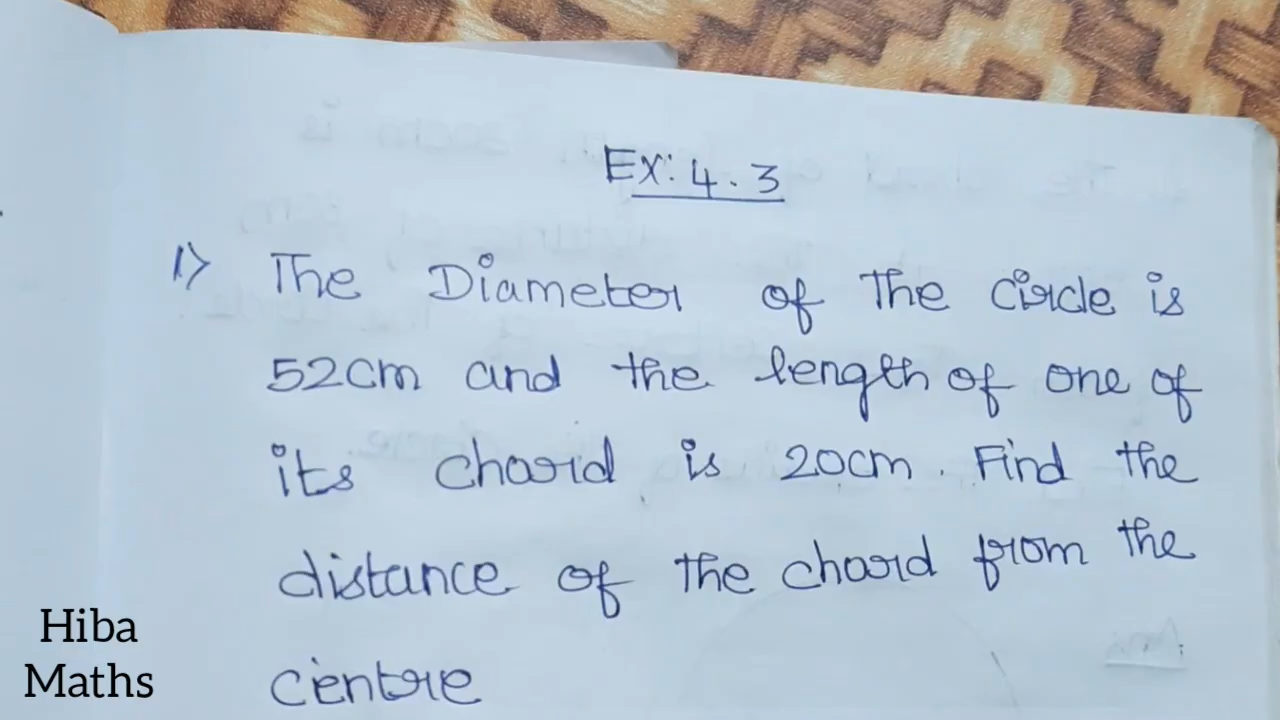 Ex: 4.3
1) The Diameter of The circle is
52cm and the length of one of
its chord is 20cm. Find the
distance of the chord from the
centre
Hiba
Maths